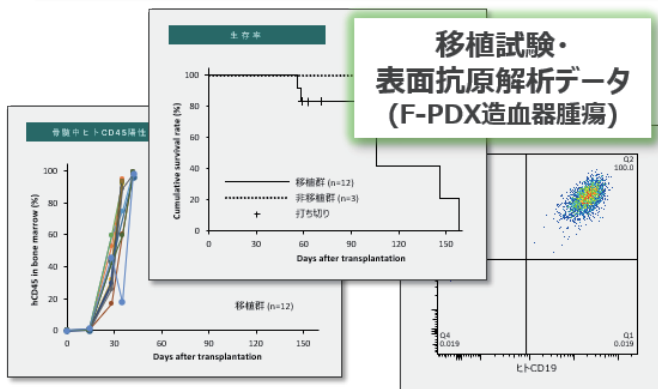 移植試験・
表面抗原解析データ
(F-PDX造血器腫瘍)
生存率
Cumulative survival rate (%)
100
80
60
40
20
0
移植群 (n=12)
非移植群 (n=3)
打ち切り
0 30 60 90 120 150
Days after transplantation
骨髄中ヒトCD45陽性
hCD45 in bone marrow (%)
100
80
60
40
20
0
移植群 (n=12)
0 30 60 90 120 150
Days after transplantation
Q2
100.0
Q4
0.019
Q1
0.019
ヒトCD19